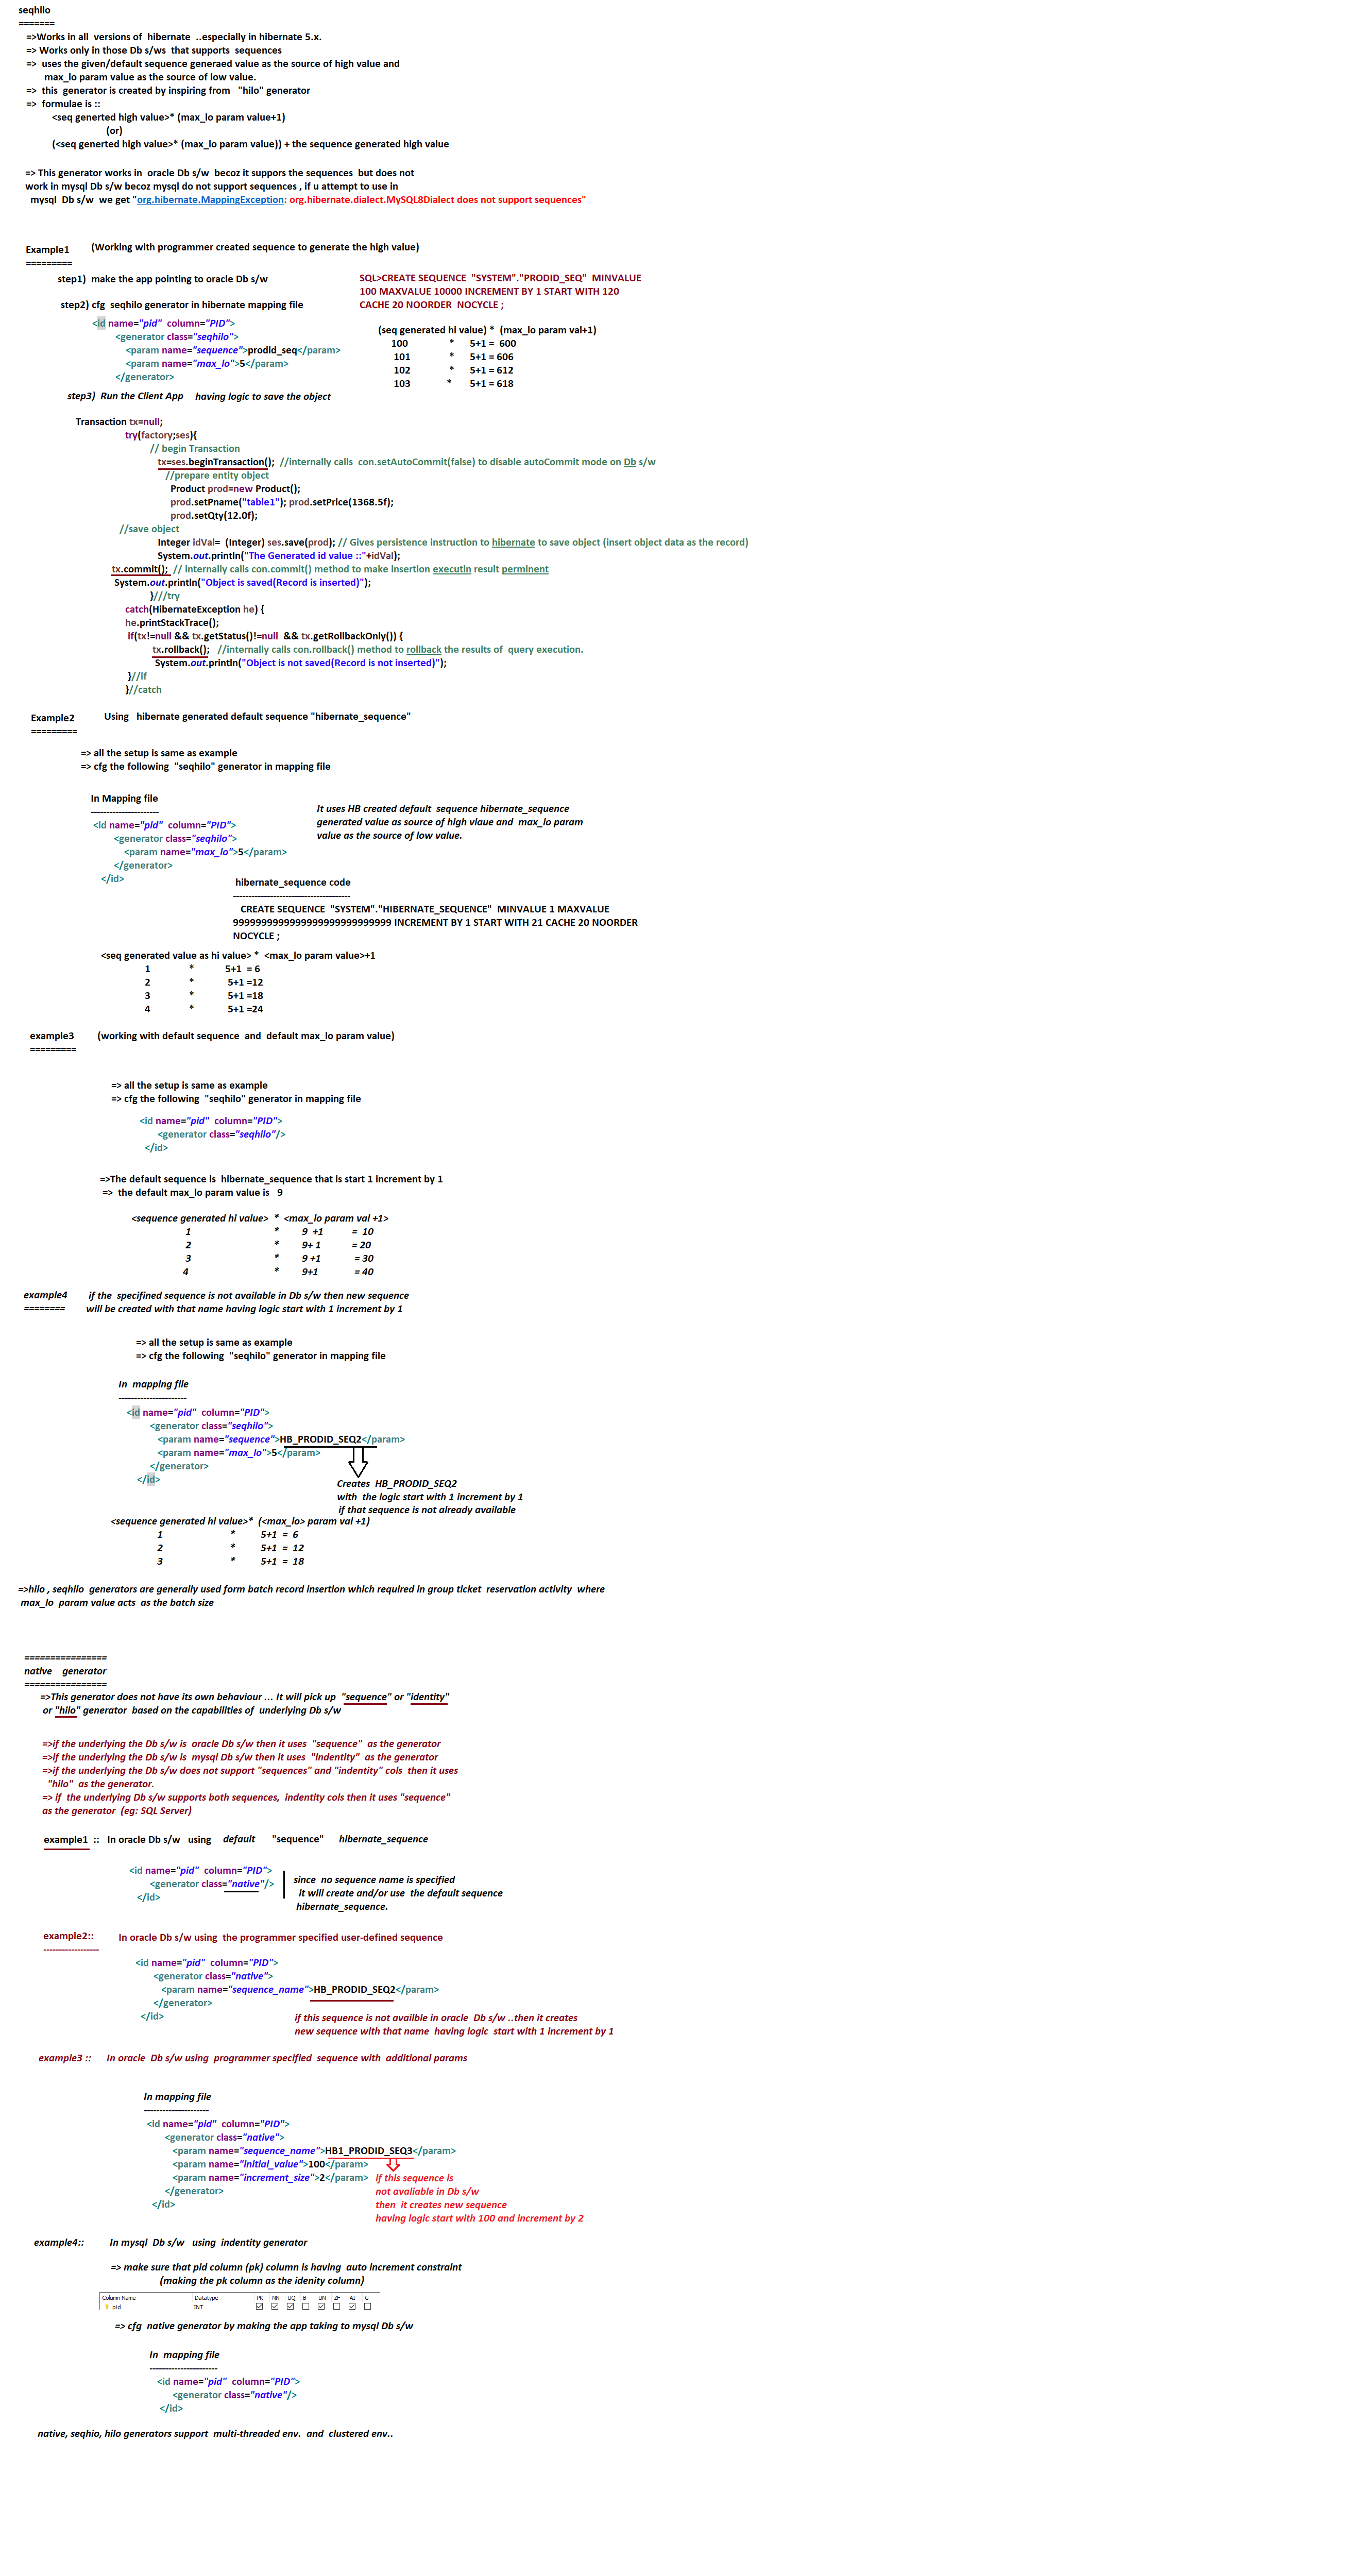 seqhilo
=======
=>Works in all versions of hibernate ..especially in hibernate 5.x.
=> Works only in those Db s/ws that supports sequences
=> uses the given/default sequence generaed value as the source of high value and
max_lo param value as the source of low value.
=> this generator is created by inspiring from "hilo" generator
=> formulae is ::
<seq generted high value>* (max_lo param value+1)
(or)
(<seq generted high value>* (max_lo param value)) + the sequence generated high value
=> This generator works in oracle Db s/w becoz it suppors the sequences but does not
work in mysql Db s/w becoz mysql do not support sequences , if u attempt to use in
mysql Db s/w we get "org.hibernate.MappingException: org.hibernate.dialect.MySQL8Dialect does not support sequences"
Example1 (Working with programmer created sequence to generate the high value)
=========
step1) make the app pointing to oracle Db s/w
SQL>CREATE SEQUENCE "SYSTEM"."PRODID_SEQ" MINVALUE
100 MAXVALUE 10000 INCREMENT BY 1 START WITH 120
CACHE 20 NOORDER NOCYCLE ;
step2) cfg seqhilo generator in hibernate mapping file
<id name="pid" column="PID">
<generator class="seqhilo">
<param name="sequence">prodid_seq</param>
<param name="max_lo">5</param>
</generator>
(seq generated hi value) * (max_lo param val+1)
100 * 5+1 = 600
101 * 5+1 = 606
102 * 5+1 = 612
103 * 5+1 = 618
step3) Run the Client App having logic to save the object
Transaction tx=null;
try(factory;ses){
// begin Transaction
tx=ses.beginTransaction(); //internally calls con.setAutoCommit(false) to disable autoCommit mode on Db s/w
//prepare entity object
Product prod=new Product();
prod.setPname("table1"); prod.setPrice(1368.5f);
prod.setQty(12.0f);
//save object
Integer idVal= (Integer) ses.save(prod); // Gives persistence instruction to hibernate to save object (insert object data as the record)
System.out.println("The Generated id value ::"+idVal);
tx.commit(); // internally calls con.commit() method to make insertion executin result perminent
System.out.println("Object is saved(Record is inserted)");
}///try
catch(HibernateException he) {
he.printStackTrace();
if(tx!=null && tx.getStatus()!=null && tx.getRollbackOnly()) {
tx.rollback(); //internally calls con.rollback() method to rollback the results of query execution.
System.out.println("Object is not saved(Record is not inserted)");
}//if
}//catch
Example2 Using hibernate generated default sequence "hibernate_sequence"
=========
=> all the setup is same as example
=> cfg the following "seqhilo" generator in mapping file
In Mapping file
----------------------
<id name="pid" column="PID">
<generator class="seqhilo">
<param name="max_lo">5</param>
</generator>
</id>
It uses HB created default sequence hibernate_sequence
generated value as source of high vlaue and max_lo param
value as the source of low value.
hibernate_sequence code
--------------------------------------
CREATE SEQUENCE "SYSTEM"."HIBERNATE_SEQUENCE" MINVALUE 1 MAXVALUE
9999999999999999999999999999 INCREMENT BY 1 START WITH 21 CACHE 20 NOORDER
NOCYCLE ;
<seq generated value as hi value> * <max_lo param value>+1
1 * 5+1 = 6
2 * 5+1 =12
3 * 5+1 =18
4 * 5+1 =24
example3 (working with default sequence and default max_lo param value)
=========
=> all the setup is same as example
=> cfg the following "seqhilo" generator in mapping file
<id name="pid" column="PID">
<generator class="seqhilo"/>
</id>
=>The default sequence is hibernate_sequence that is start 1 increment by 1
=> the default max_lo param value is 9
<sequence generated hi value> * <max_lo param val +1>
1 * 9 +1 = 10
2 * 9+ 1 = 20
3 * 9 +1 = 30
4 * 9+1 = 40
example4 if the specifined sequence is not available in Db s/w then new sequence
======== will be created with that name having logic start with 1 increment by 1
=> all the setup is same as example
=> cfg the following "seqhilo" generator in mapping file
In mapping file
----------------------
<id name="pid" column="PID">
<generator class="seqhilo">
<param name="sequence">HB_PRODID_SEQ2</param>
<param name="max_lo">5</param>
</generator>
</id>
Creates HB_PRODID_SEQ2
with the logic start with 1 increment by 1
if that sequence is not already available
<sequence generated hi value>* (<max_lo> param val +1)
1 * 5+1 = 6
2 * 5+1 = 12
3 * 5+1 = 18
=>hilo , seqhilo generators are generally used form batch record insertion which required in group ticket reservation activity where
max_lo param value acts as the batch size
================
native generator
================
=>This generator does not have its own behaviour ... It will pick up "sequence" or "identity"
or "hilo" generator based on the capabilities of underlying Db s/w
=>if the underlying the Db s/w is oracle Db s/w then it uses "sequence" as the generator
=>if the underlying the Db s/w is mysql Db s/w then it uses "indentity" as the generator
=>if the underlying the Db s/w does not support "sequences" and "indentity" cols then it uses
"hilo" as the generator.
=> if the underlying Db s/w supports both sequences, indentity cols then it uses "sequence"
as the generator (eg: SQL Server)
example1 :: In oracle Db s/w using default "sequence" hibernate_sequence
<id name="pid" column="PID">
<generator class="native"/>
</id>
since no sequence name is specified
it will create and/or use the default sequence
hibernate_sequence.
example2:: In oracle Db s/w using the programmer specified user-defined sequence
------------------
<id name="pid" column="PID">
<generator class="native">
<param name="sequence_name">HB_PRODID_SEQ2</param>
</generator>
</id>
if this sequence is not availble in oracle Db s/w ..then it creates
new sequence with that name having logic start with 1 increment by 1
example3 :: In oracle Db s/w using programmer specified sequence with additional params
In mapping file
---------------------
<id name="pid" column="PID">
<generator class="native">
<param name="sequence_name">HB1_PRODID_SEQ3</param>
<param name="initial_value">100</param>
<param name="increment_size">2</param>
</generator>
</id>
if this sequence is
not avaliable in Db s/w
then it creates new sequence
having logic start with 100 and increment by 2
example4:: In mysql Db s/w using indentity generator
=> make sure that pid column (pk) column is having auto increment constraint
(making the pk column as the idenity column)
Column Name Datatype PK NN UQ B UN ZF AI G
pid INT
=> cfg native generator by making the app taking to mysql Db s/w
In mapping file
----------------------
<id name="pid" column="PID">
<generator class="native"/>
</id>
native, seqhio, hilo generators support multi-threaded env. and clustered env..